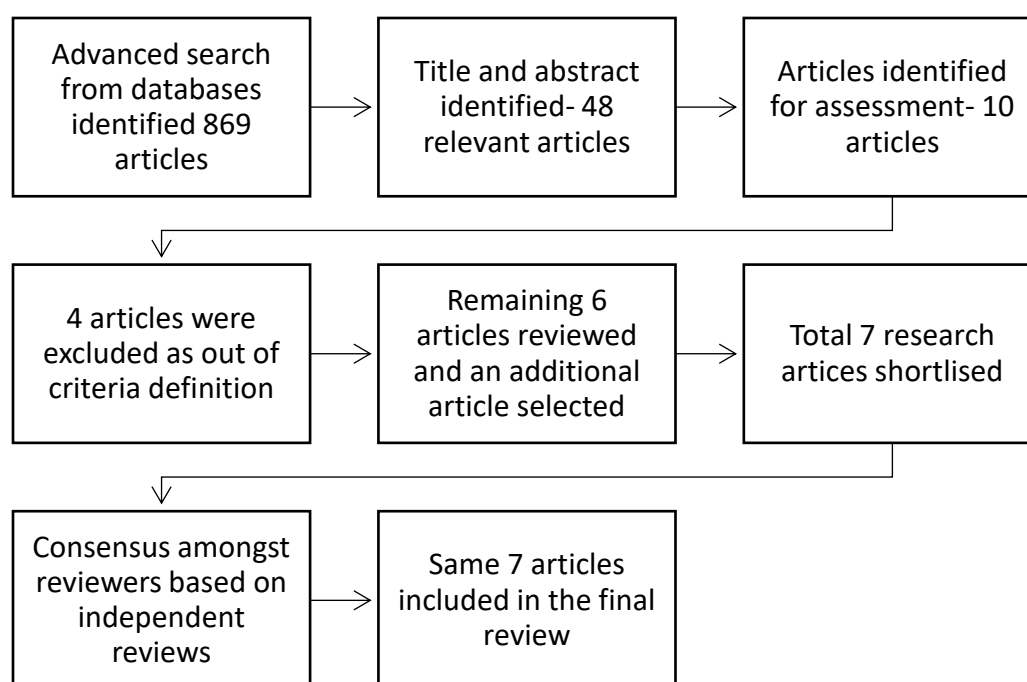 Advanced search
from databases
identified 869
articles
Title and abstract
identified- 48
relevant articles
Articles identified
for assessment- 10
articles
4 articles were
excluded as out of
criteria definition
Remaining 6
articles reviewed
and an additional
article selected
Total 7 research
artices shortlised
Consensus amongst
reviewers based on
independent
reviews
Same 7 articles
included in the final
review